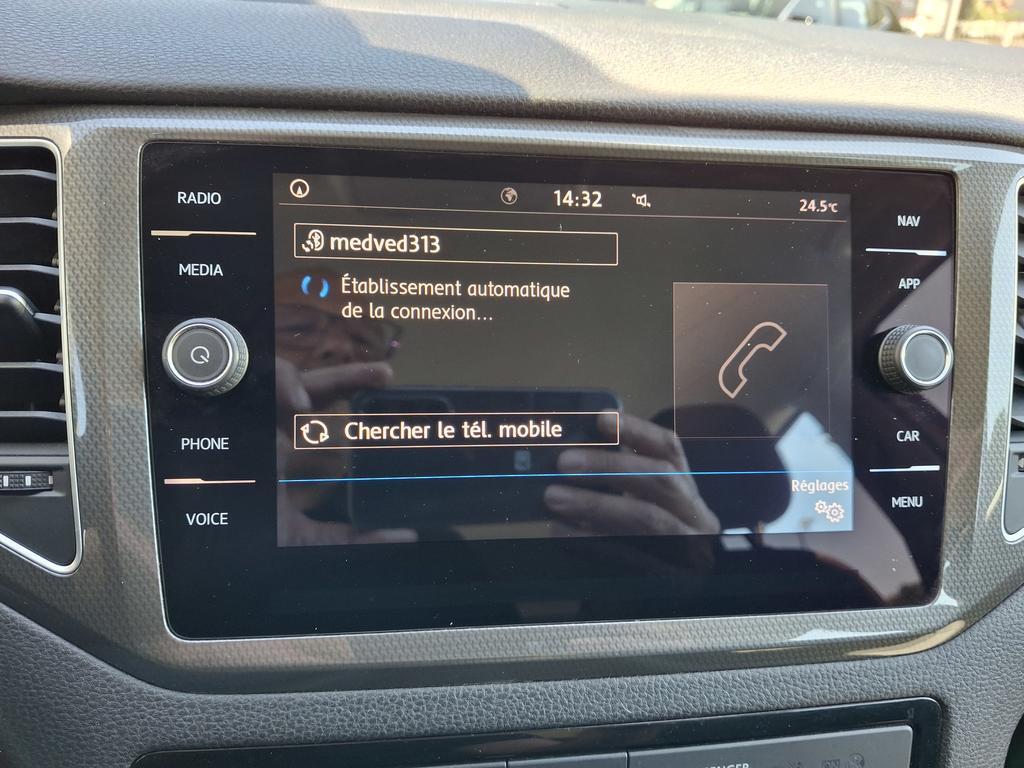 RADIO
MEDIA
PHONE
VOICE
14:32
24.5°C
medved313
Établissement automatique
de la connexion...
Chercher le tél. mobile
Réglages
NAV
APP
CAR
MENU